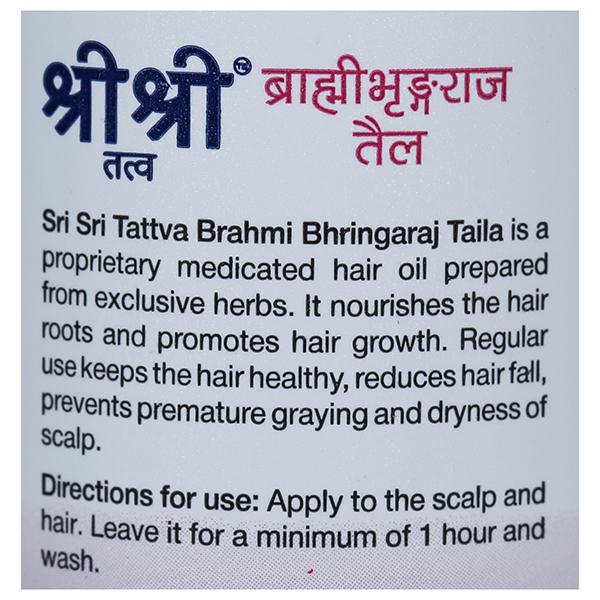 श्री श्री
तत्व
ब्राह्मीभृङ्गराज
तैल
Sri Sri Tattva Brahmi Bhringaraj Taila is a
proprietary medicated hair oil prepared
from exclusive herbs. It nourishes the hair
roots and promotes hair growth. Regular
use keeps the hair healthy, reduces hair fall,
prevents premature graying and dryness of
scalp.
Directions for use: Apply to the scalp and
hair. Leave it for a minimum of 1 hour and
wash.